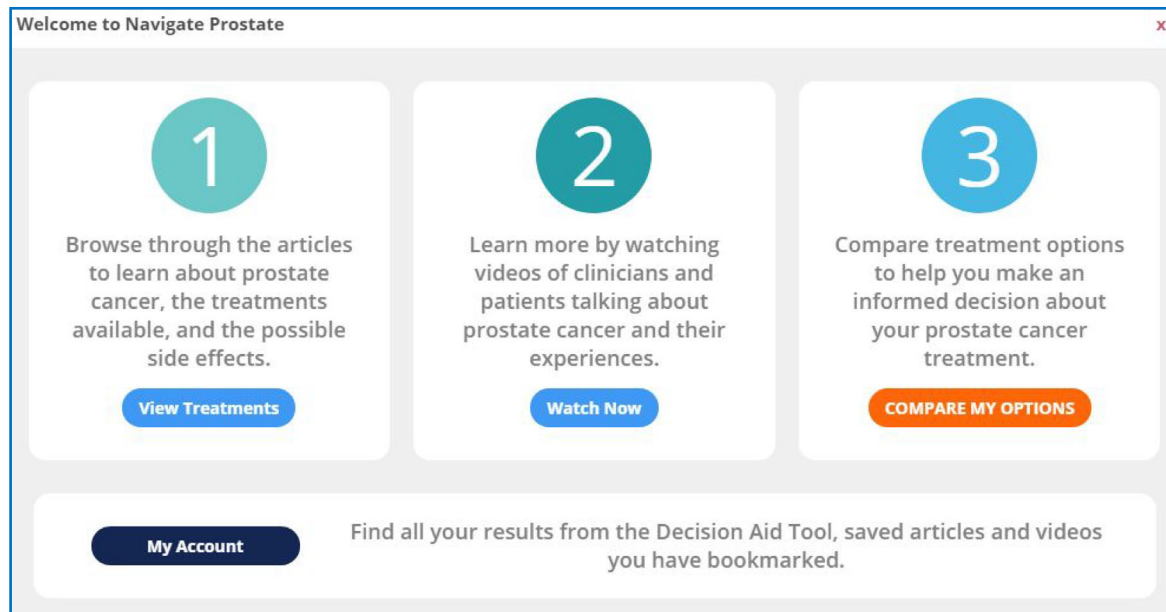 Welcome to Navigate Prostate
x
1
Browse through the articles
to learn about prostate
cancer, the treatments
available, and the possible
side effects.
View Treatments
2
Learn more by watching
videos of clinicians and
patients talking about
prostate cancer and their
experiences.
Watch Now
3
Compare treatment options
to help you make an
informed decision about
your prostate cancer
treatment.
COMPARE MY OPTIONS
My Account
Find all your results from the Decision Aid Tool, saved articles and videos
you have bookmarked.